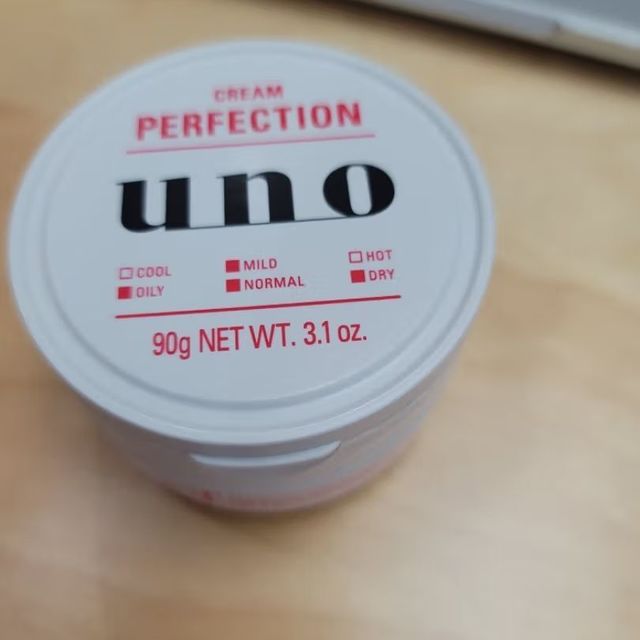 CREAM
PERFECTION
uno
COOL MILD HOT
OILY NORMAL DRY
90g NET WT. 3.1 oz.